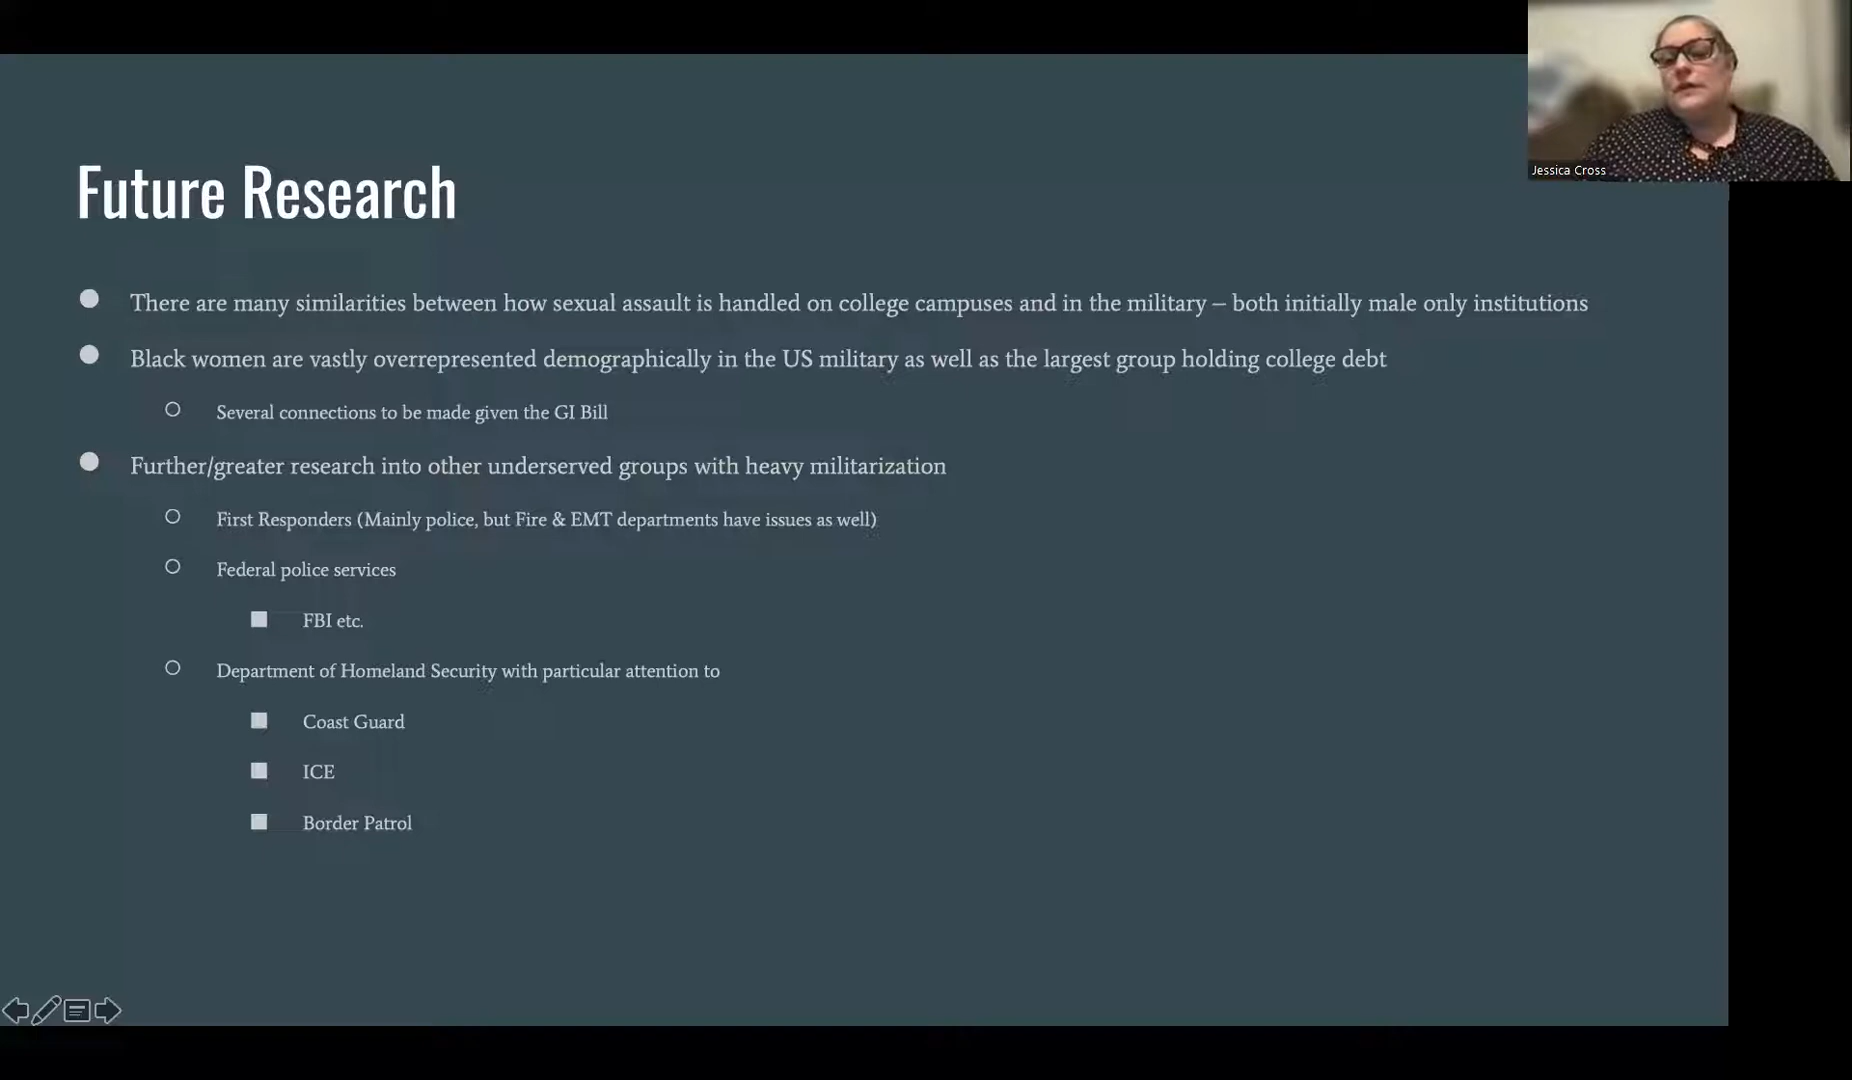 Jessica Cross
Future Research
There are many similarities between how sexual assault is handled on college campuses and in the military – both initially male only institutions
Black women are vastly overrepresented demographically in the US military as well as the largest group holding college debt
Several connections to be made given the GI Bill
Further/greater research into other underserved groups with heavy militarization
First Responders (Mainly police, but Fire & EMT departments have issues as well)
Federal police services
FBI etc.
Department of Homeland Security with particular attention to
Coast Guard
ICE
Border Patrol